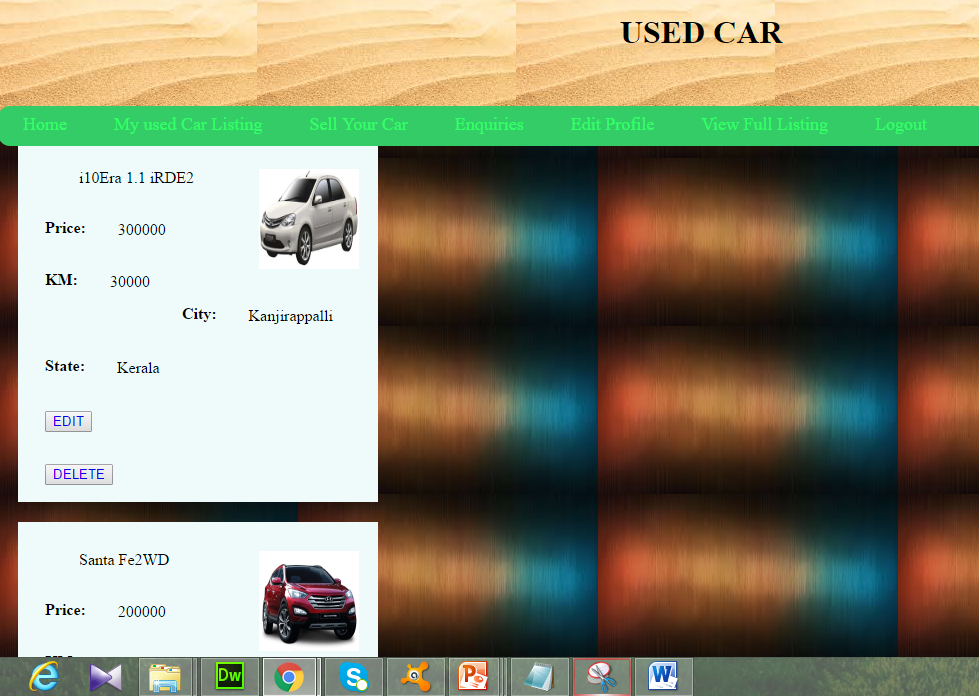 USED CAR
Home My used Car Listing Sell Your Car Enquiries Edit Profile View Full Listing Logout
i10Era 1.1 iRDE2
Price: 300000
KM: 30000
City: Kanjirappalli
State: Kerala
EDIT
DELETE
Santa Fe2WD
Price: 200000
Dw
S
P
W